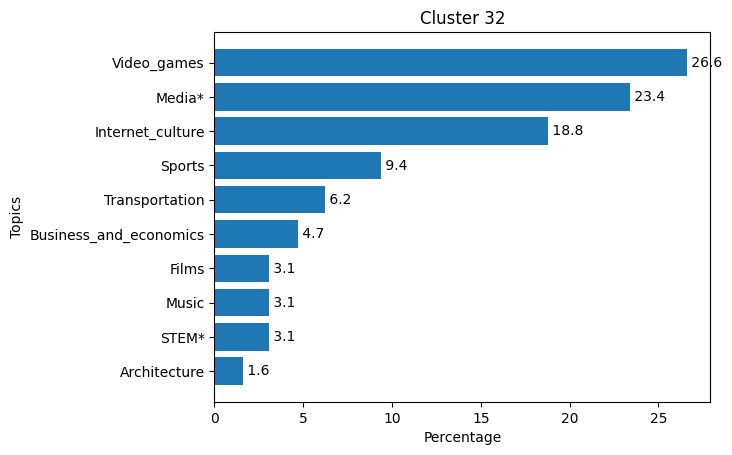 Cluster 32
Video_games 26.6
Media* 23.4
Internet_culture 18.8
Sports 9.4
Transportation 6.2
Business_and_economics 4.7
Films 3.1
Music 3.1
STEM* 3.1
Architecture 1.6
Topics
0 5 10 15 20 25
Percentage